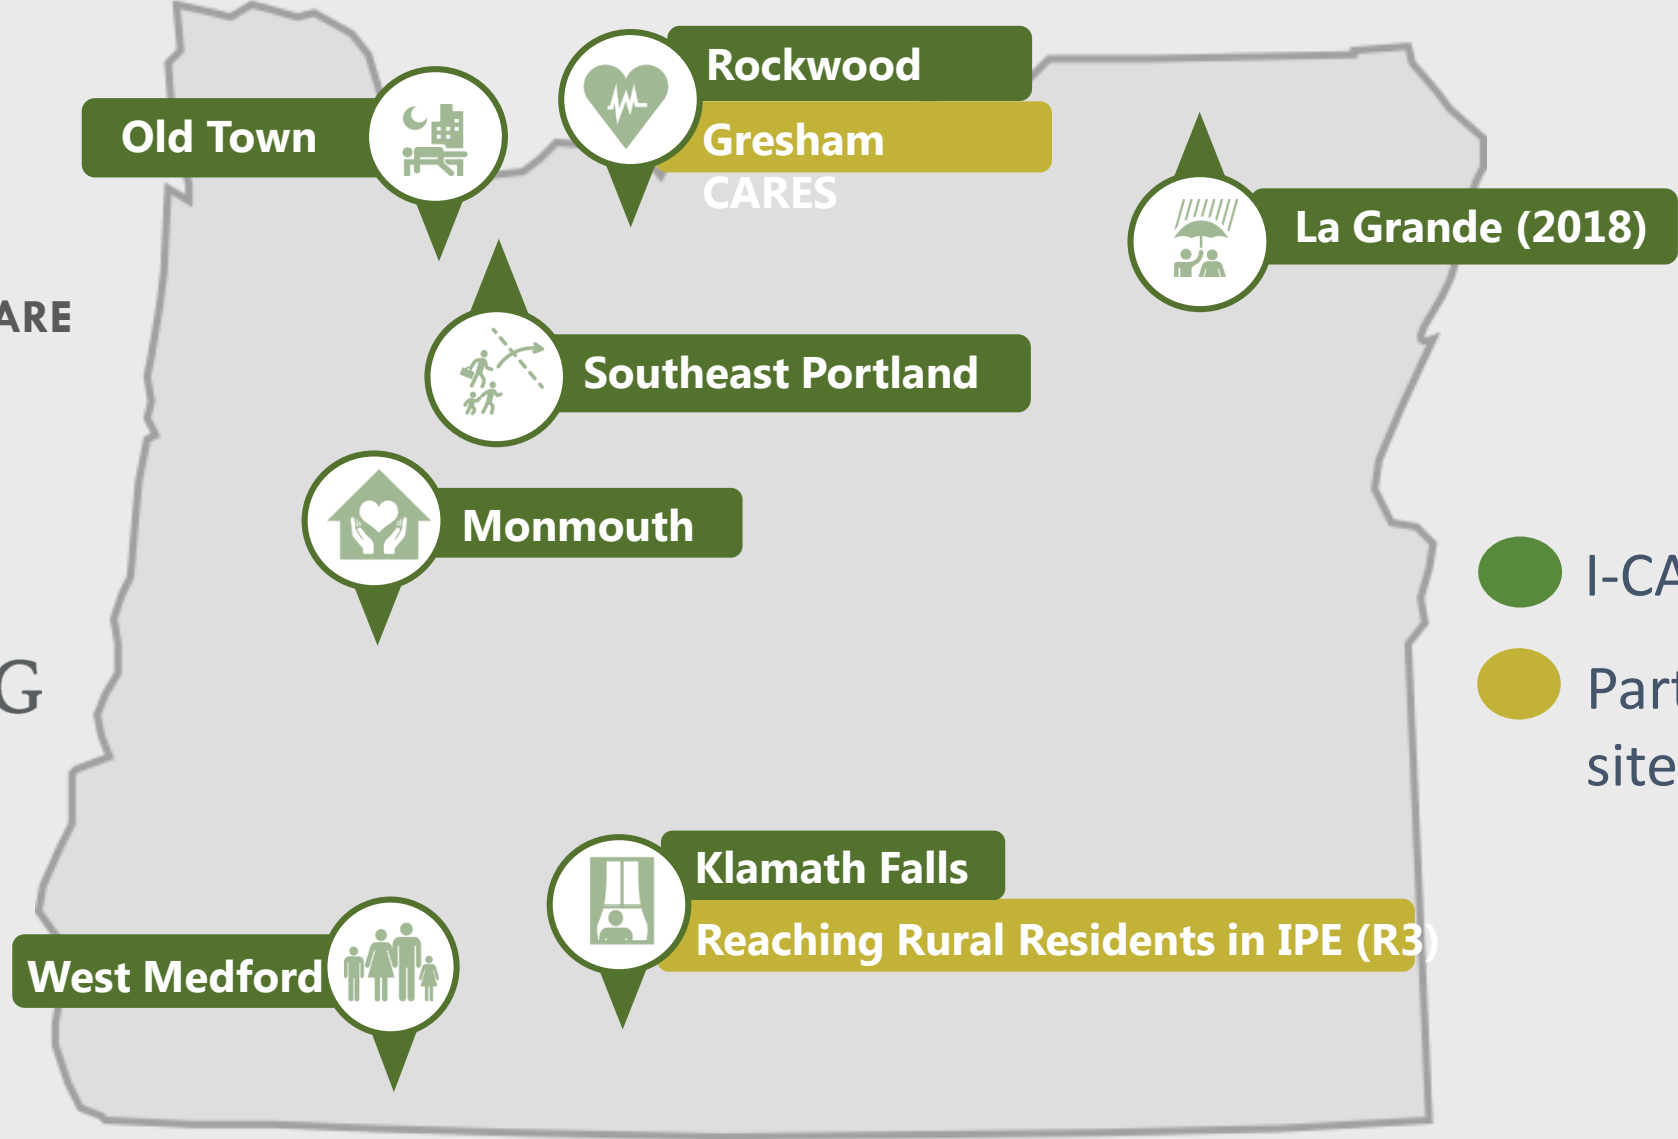 Rockwood
Old Town
Gresham
CARES
La Grande (2018)
Southeast Portland
Monmouth
Klamath Falls
Reaching Rural Residents in IPE (R3)
West Medford
ARE
G
I-CA
Part
site